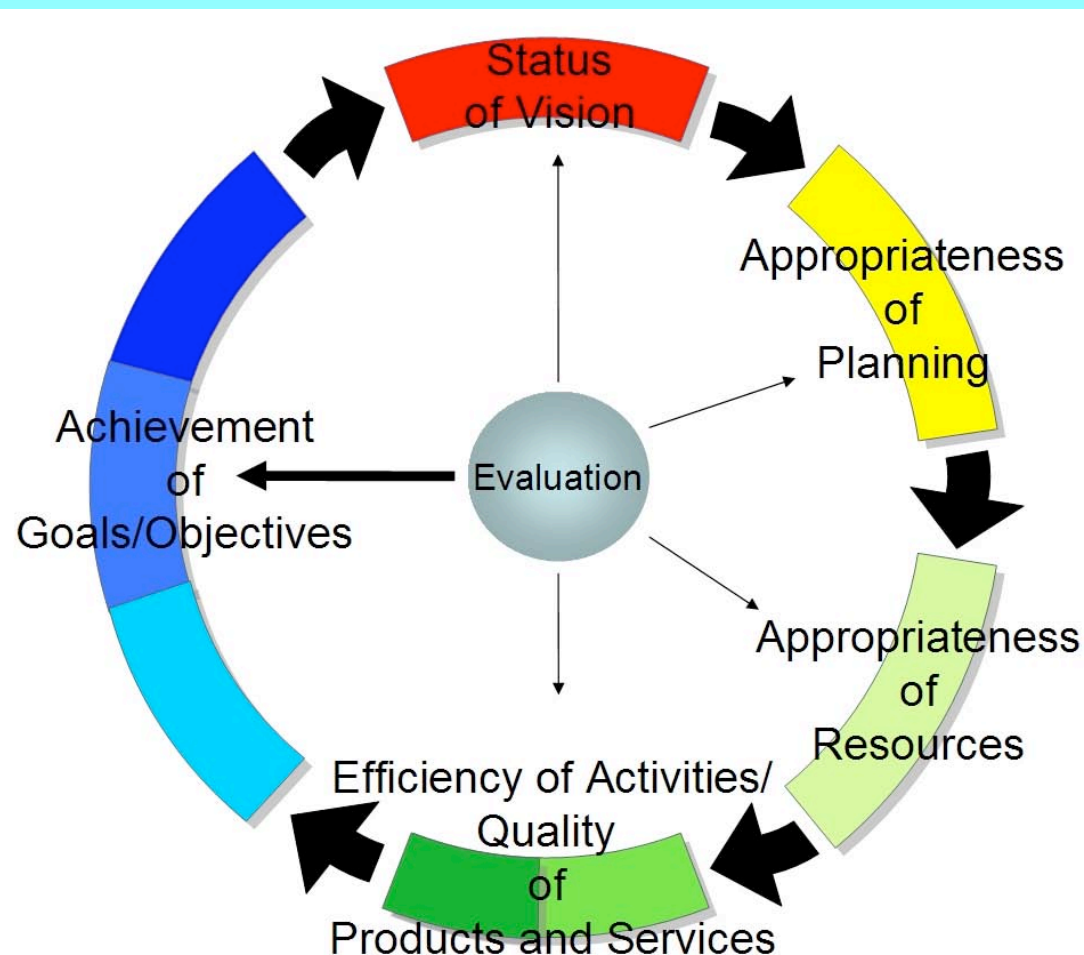 Status
of Vision
Appropriateness
of
Planning
Achievement
of
Goals/Objectives
Evaluation
Appropriateness
of
Resources
Efficiency of Activities/
Quality
of
Products and Services